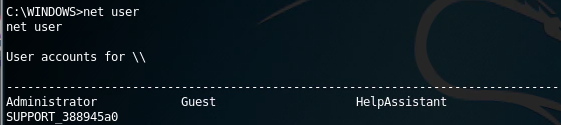 C:\WINDOWS>net user
net user
User accounts for \\
-------------------------------------------------------------------------------
Administrator            Guest                    HelpAssistant
SUPPORT_388945a0